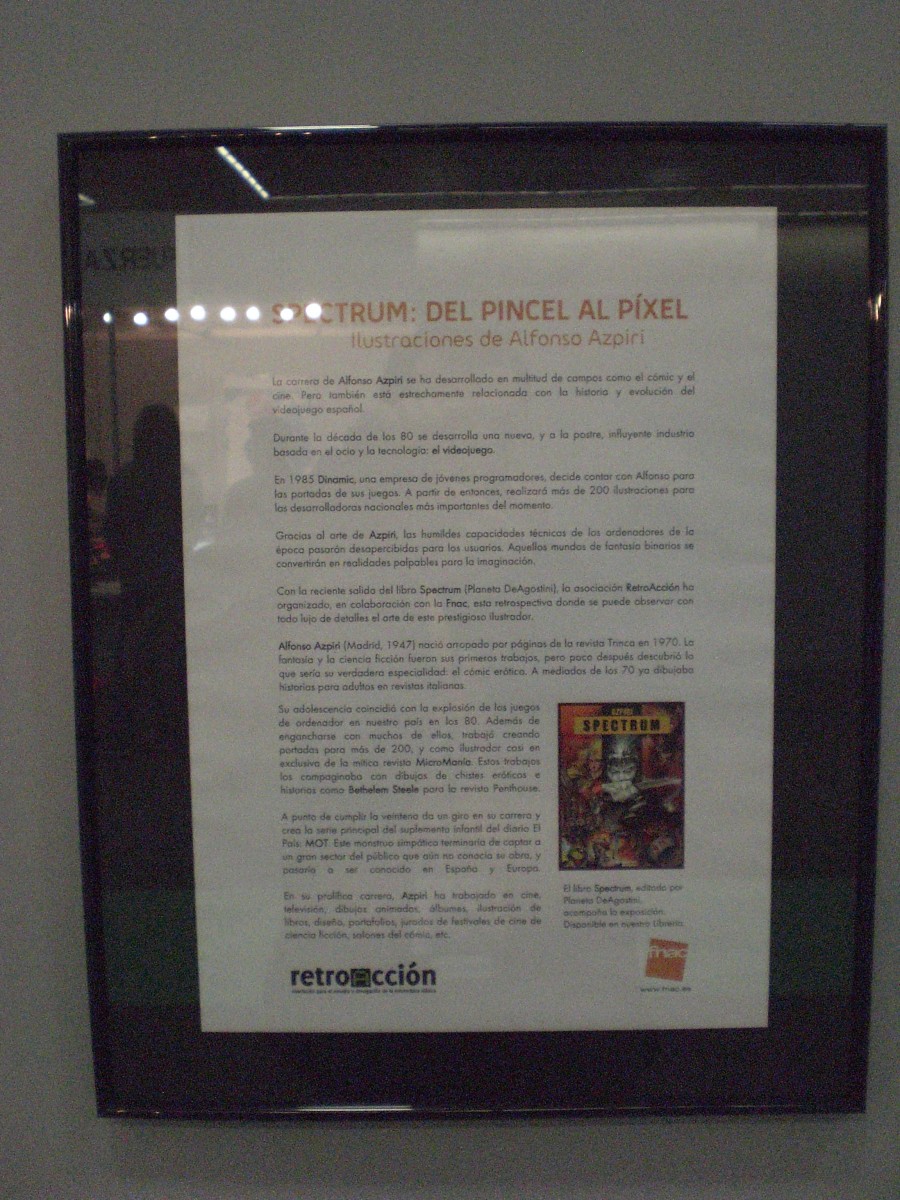 SPECTRUM: DEL PINCEL AL PÍXEL
Ilustraciones de Alfonso Azpiri
La carrera de Alfonso Azpiri se ha desarrollado en multitud de campos como el cómic y el
cine. Pero también está estrechamente relacionada con la historia y evolución del
videojuego español.
Durante la década de los 80 se desarrolla una nueva, y a la postre, influyente industria
basada en el ocio y la tecnología: el videojuego.
En 1985 Dinamic, una empresa de jóvenes programadores, decide contar con Alfonso para
las portadas de sus juegos. A partir de entonces, realizará más de 200 ilustraciones para
las desarrolladoras nacionales más importantes del momento.
Gracias al arte de Azpiri, las humildes capacidades técnicas de los ordenadores de la
época pasarán desapercibidas para los usuarios. Aquellos mundos de fantasía binarios se
convertirán en realidades palpables para la imaginación.
Con la reciente salida del libro Spectrum (Planeta DeAgostini), la asociación RetroAcción ha
organizado, en colaboración con la Fnac, esta retrospectiva donde se puede observar con
todo lujo de detalles el arte de este prestigioso ilustrador.
Alfonso Azpiri (Madrid, 1947) nació arropado por páginas de la revista Trinca en 1970. La
fantasía y la ciencia ficción fueron sus primeros trabajos, pero poco después descubrió lo
que sería su verdadera especialidad: el cómic erótico. A mediados de los 70 ya dibujaba
historias para adultos en revistas italianas.
Su adolescencia coincidió con la explosión de los juegos
de ordenador en nuestro país en los 80. Además de
engancharse con muchos de ellos, trabajó creando
portadas para más de 200, y como ilustrador casi en
exclusiva de la mítica revista MicroManía. Estos trabajos
los compaginaba con dibujos de chistes eróticos e
historias como Bethelem Steele para la revista Penthouse.
A punto de cumplir la veintena da un giro en su carrera y
crea la serie principal del suplemento infantil del diario El
País: MOT. Este monstruo simpático terminaría de captar a
un gran sector del público que aún no conocía su obra, y
pasaría a ser conocido en España y Europa.
En su prolífica carrera, Azpiri ha trabajado en cine,
televisión, dibujos animados, álbumes, ilustración de
libros, diseño, portafolios, jurados de festivales de cine de
ciencia ficción, salones del cómic, etc.
AZPIRI
SPECTRUM
El libro Spectrum, editado por
Planeta DeAgostini,
acompaña la exposición.
Disponible en nuestra Librería.
retroAcción
fnac
www.fnac.es